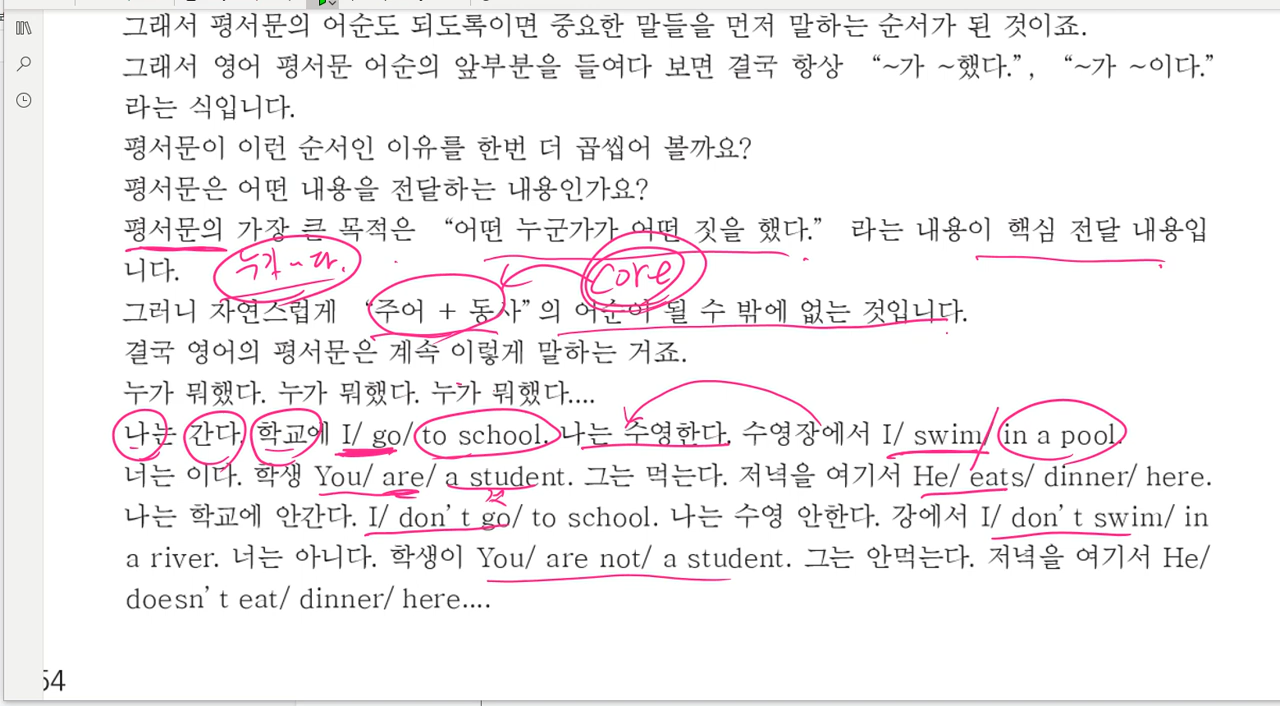 그래서 평서문의 어순도 되도록이면 중요한 말들을 먼저 말하는 순서가 된 것이죠.
그래서 영어 평서문 어순의 앞부분을 들여다 보면 결국 항상 “~가 ~했다.”, “~가 ~이다.”
라는 식입니다.
평서문이 이런 순서인 이유를 한번 더 곱씹어 볼까요?
평서문은 어떤 내용을 전달하는 내용인가요?
평서문의 가장 큰 목적은 “어떤 누군가가 어떤 짓을 했다.” 라는 내용이 핵심 전달 내용입
니다.
누가 ~다.
core
그러니 자연스럽게 “주어 + 동사”의 어순이 될 수 밖에 없는 것입니다.
결국 영어의 평서문은 계속 이렇게 말하는 거죠.
누가 뭐했다. 누가 뭐했다. 누가 뭐했다....
나는 간다. 학교에 I/ go/ to school. 나는 수영한다. 수영장에서 I/ swim/ in a pool.
너는 이다. 학생 You/ are/ a student. 그는 먹는다. 저녁을 여기서 He/ eats/ dinner/ here.
나는 학교에 안간다. I/ don't go/ to school. 나는 수영 안한다. 강에서 I/ don't swim/ in
a river. 너는 아니다. 학생이 You/ are not/ a student. 그는 안먹는다. 저녁을 여기서 He/
doesn't eat/ dinner/ here....
54